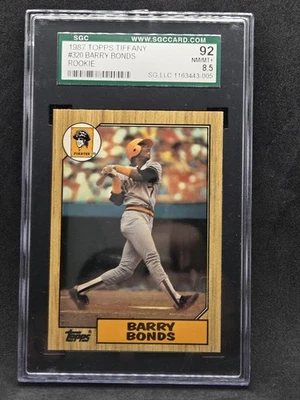 SGC
WWW.SGCCARD.COM
1987 TOPPS TIFFANY
#320 BARRY BONDS
ROOKIE
92
NM/MT+
8.5
SG,LLC 1163443-005
PIRATES
Topps
BARRY
BONDS